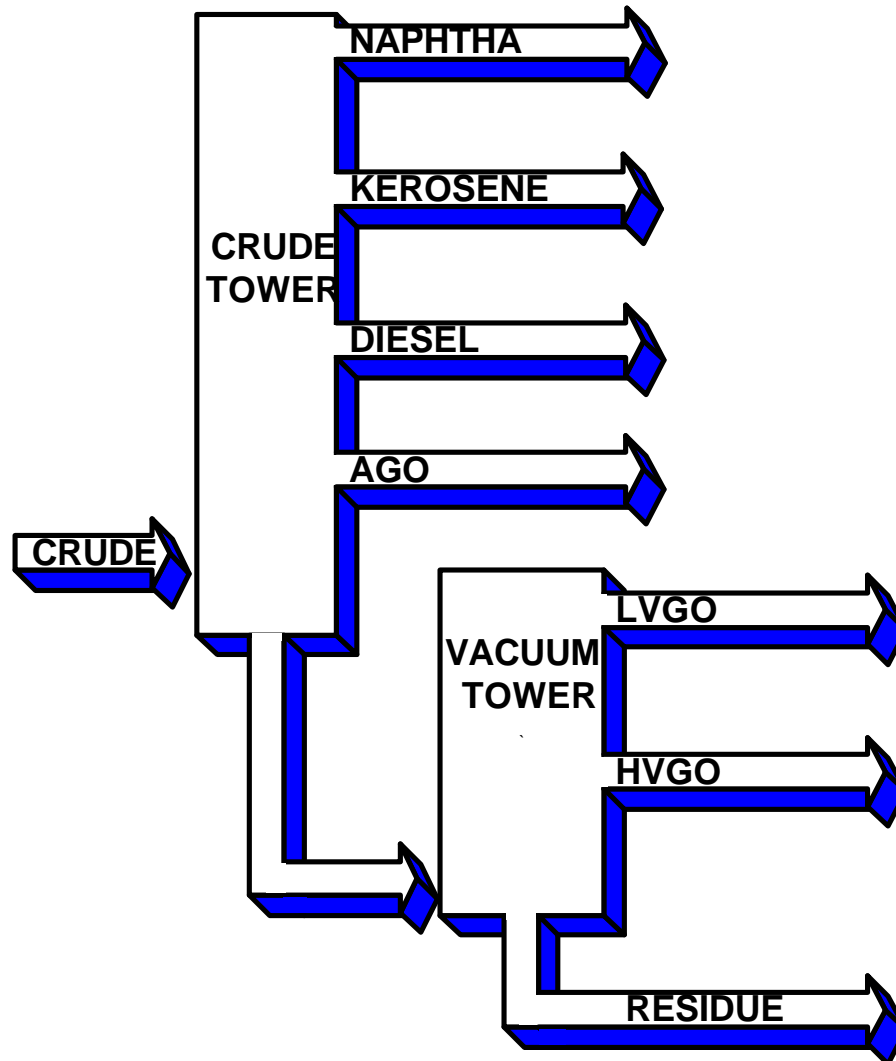 NAPHTHA
KEROSENE
CRUDE
TOWER
DIESEL
AGO
CRUDE
LVGO
VACUUM
TOWER
HVGO
RESIDUE